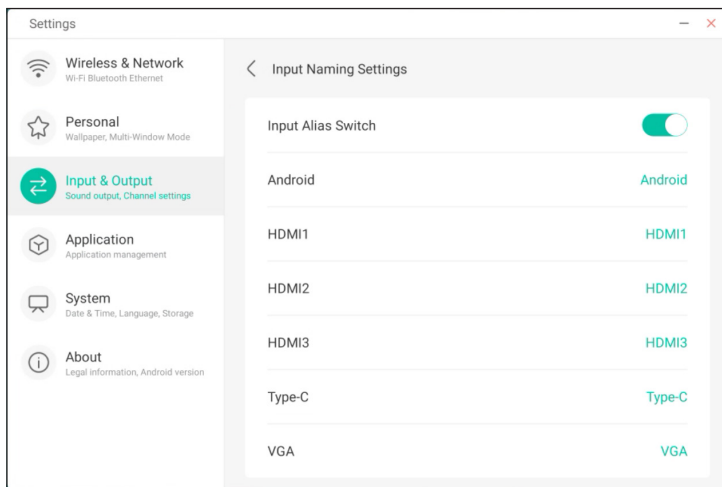 Settings
Wireless & Network
Wi-Fi Bluetooth Ethernet
Personal
Wallpaper, Multi-Window Mode
Input & Output
Sound output, Channel settings
Application
Application management
System
Date & Time, Language, Storage
About
Legal information, Android version
Input Naming Settings
Input Alias Switch
Android Android
HDMI1 HDMI1
HDMI2 HDMI2
HDMI3 HDMI3
Type-C Type-C
VGA VGA